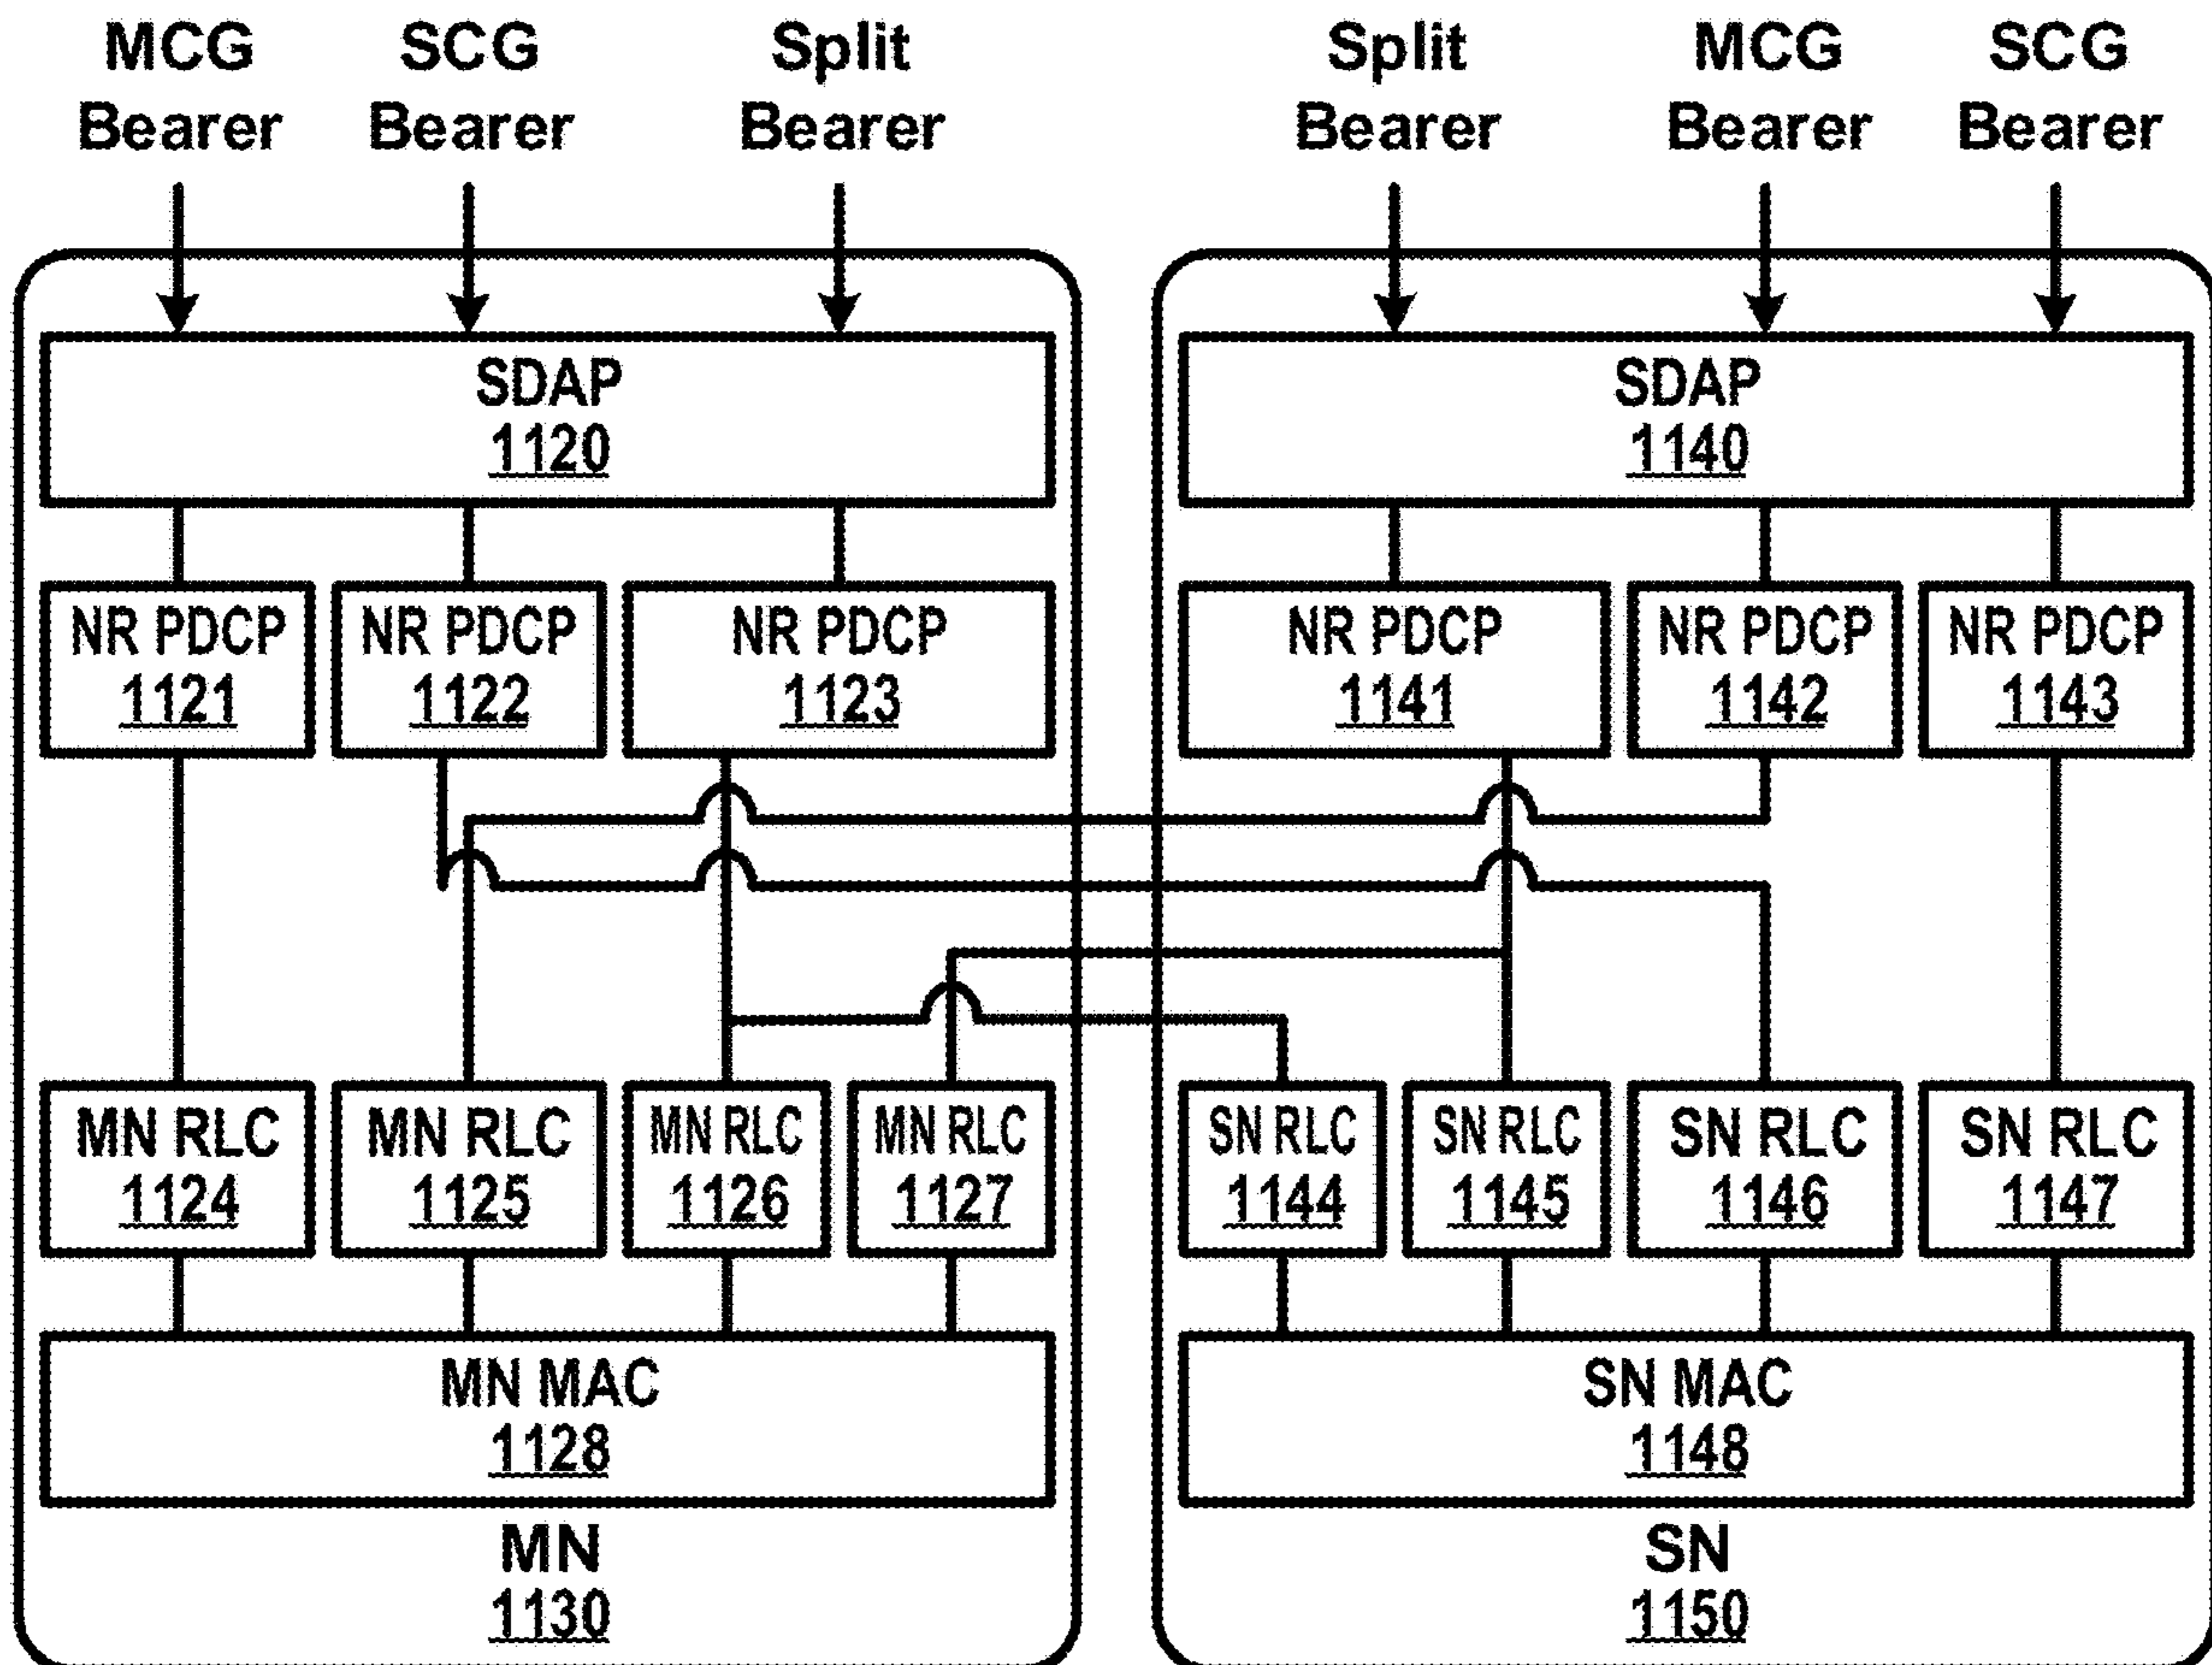 MCG
Bearer
SCG
Bearer
Split
Bearer
Split
Bearer
MCG
Bearer
SCG
Bearer
SDAP
1120
SDAP
1140
NR PDCP
1121
NR PDCP
1122
NR PDCP
1123
NR PDCP
1141
NR PDCP
1142
NR PDCP
1143
MN RLC
1124
MN RLC
1125
MN RLC
1126
MN RLC
1127
SN RLC
1144
SN RLC
1145
SN RLC
1146
SN RLC
1147
MN MAC
1128
SN MAC
1148
MN
1130
SN
1150